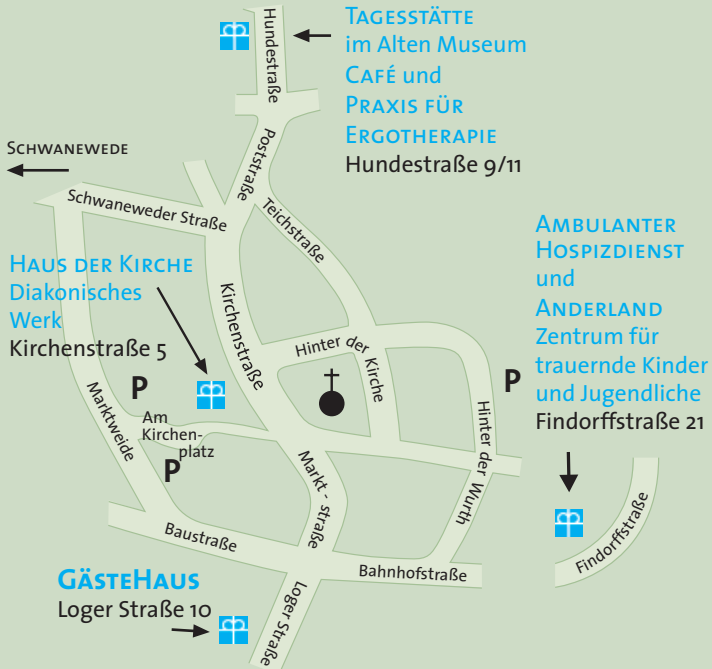 TAGESSTÄTTE
im Alten Museum
CAFÉ und
PRAXIS FÜR
ERGOTHERAPIE
Hundestraße 9/11
Hundestraße
SCHWANEWEDE
Poststraße
Schwaneweder Straße
Teichstraße
AMBULANTER
HOSPIZDIENST
und
ANDERLAND
Zentrum für
trauernde Kinder
und Jugendliche
Findorffstraße 21
HAUS DER KIRCHE
Diakonisches
Werk
Kirchenstraße 5
Kirchenstraße
Hinter der
Kirche
P
P
Marktweide
Am
Kirchen-
platz
P
Markt - straße
Hinter der Wurth
Baustraße
Bahnhofstraße
Findorffstraße
GÄSTEHAUS
Loger Straße 10
Loger Straße